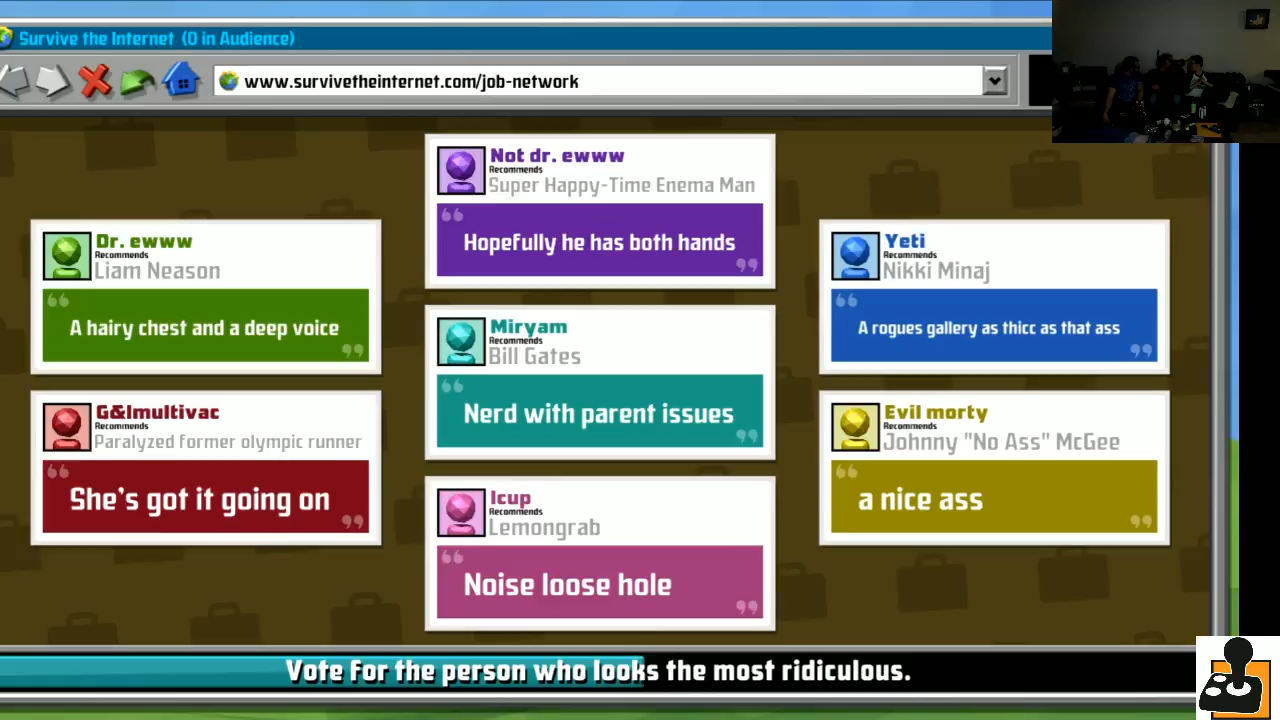 Survive the Internet (0 in Audience)
www.survivetheinternet.com/job-network
Not dr. ewww
Recommends
Super Happy-Time Enema Man
Hopefully he has both hands
Dr. ewww
Recommends
Liam Neason
A hairy chest and a deep voice
Yeti
Recommends
Nikki Minaj
A rogues gallery as thicc as that ass
Miryam
Recommends
Bill Gates
Nerd with parent issues
G&Imultivac
Recommends
Paralyzed former olympic runner
She's got it going on
Evil morty
Recommends
Johnny "No Ass" McGee
a nice ass
Icup
Recommends
Lemongrab
Noise loose hole
Vote for the person who looks the most ridiculous.